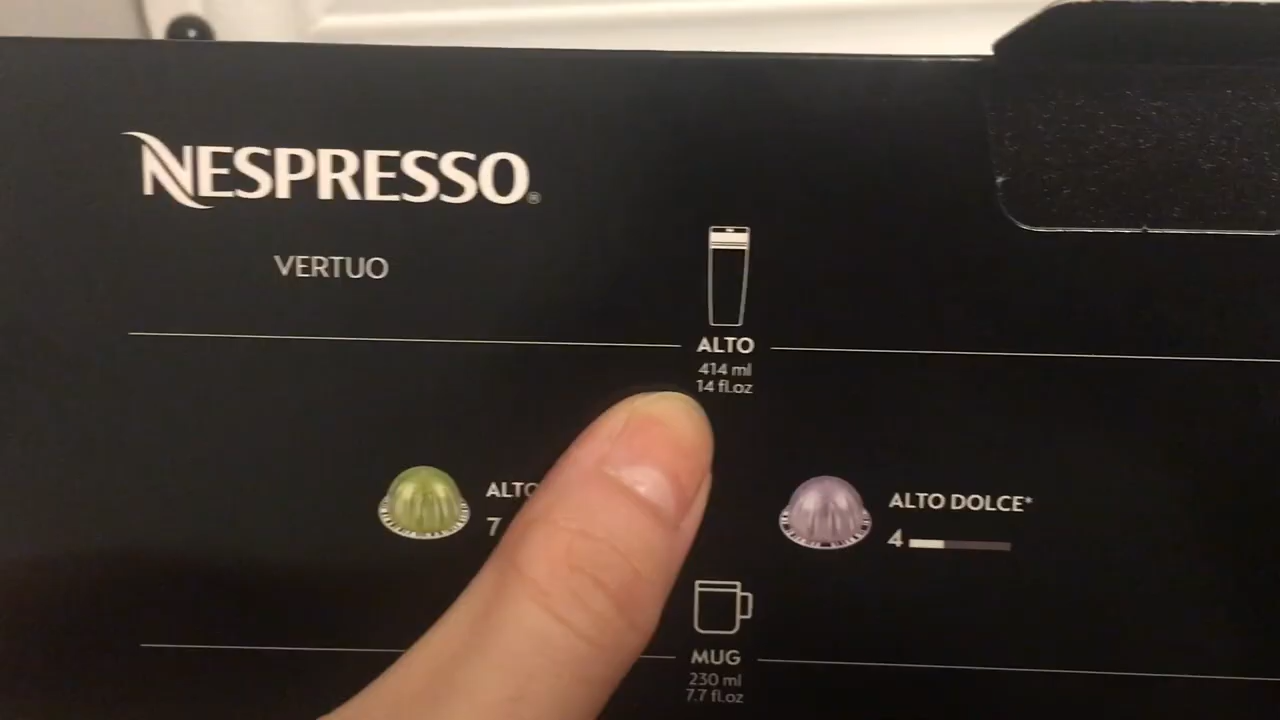 NESPRESSO®
VERTUO
ALTO
414 ml
14 fl.oz
7
ALTO DOLCE*
4
MUG
230 ml
7.7 fl.oz